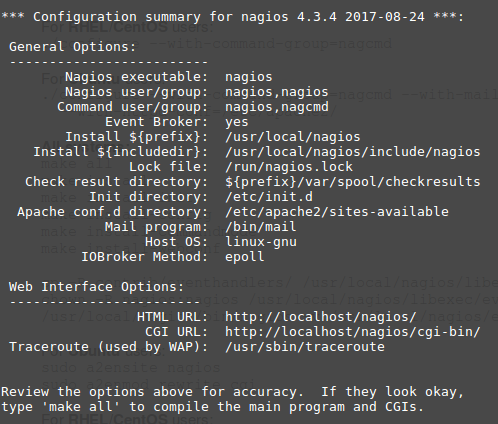 *** Configuration summary for nagios 4.3.4 2017-08-24 ***:
General Options:
-------------------------
Nagios executable:  nagios
Nagios user/group:  nagios,nagios
Command user/group:  nagios,nagcmd
Event Broker:  yes
Install ${prefix}:  /usr/local/nagios
Install ${includedir}:  /usr/local/nagios/include/nagios
Lock file:  /run/nagios.lock
Check result directory:  ${prefix}/var/spool/checkresults
Init directory:  /etc/init.d
Apache conf.d directory:  /etc/apache2/sites-available
Mail program:  /bin/mail
Host OS:  linux-gnu
IOBroker Method:  epoll
Web Interface Options:
------------------------
HTML URL:  http://localhost/nagios/
CGI URL:  http://localhost/nagios/cgi-bin/
Traceroute (used by WAP):  /usr/sbin/traceroute
Review the options above for accuracy.  If they look okay,
type 'make all' to compile the main program and CGIs.